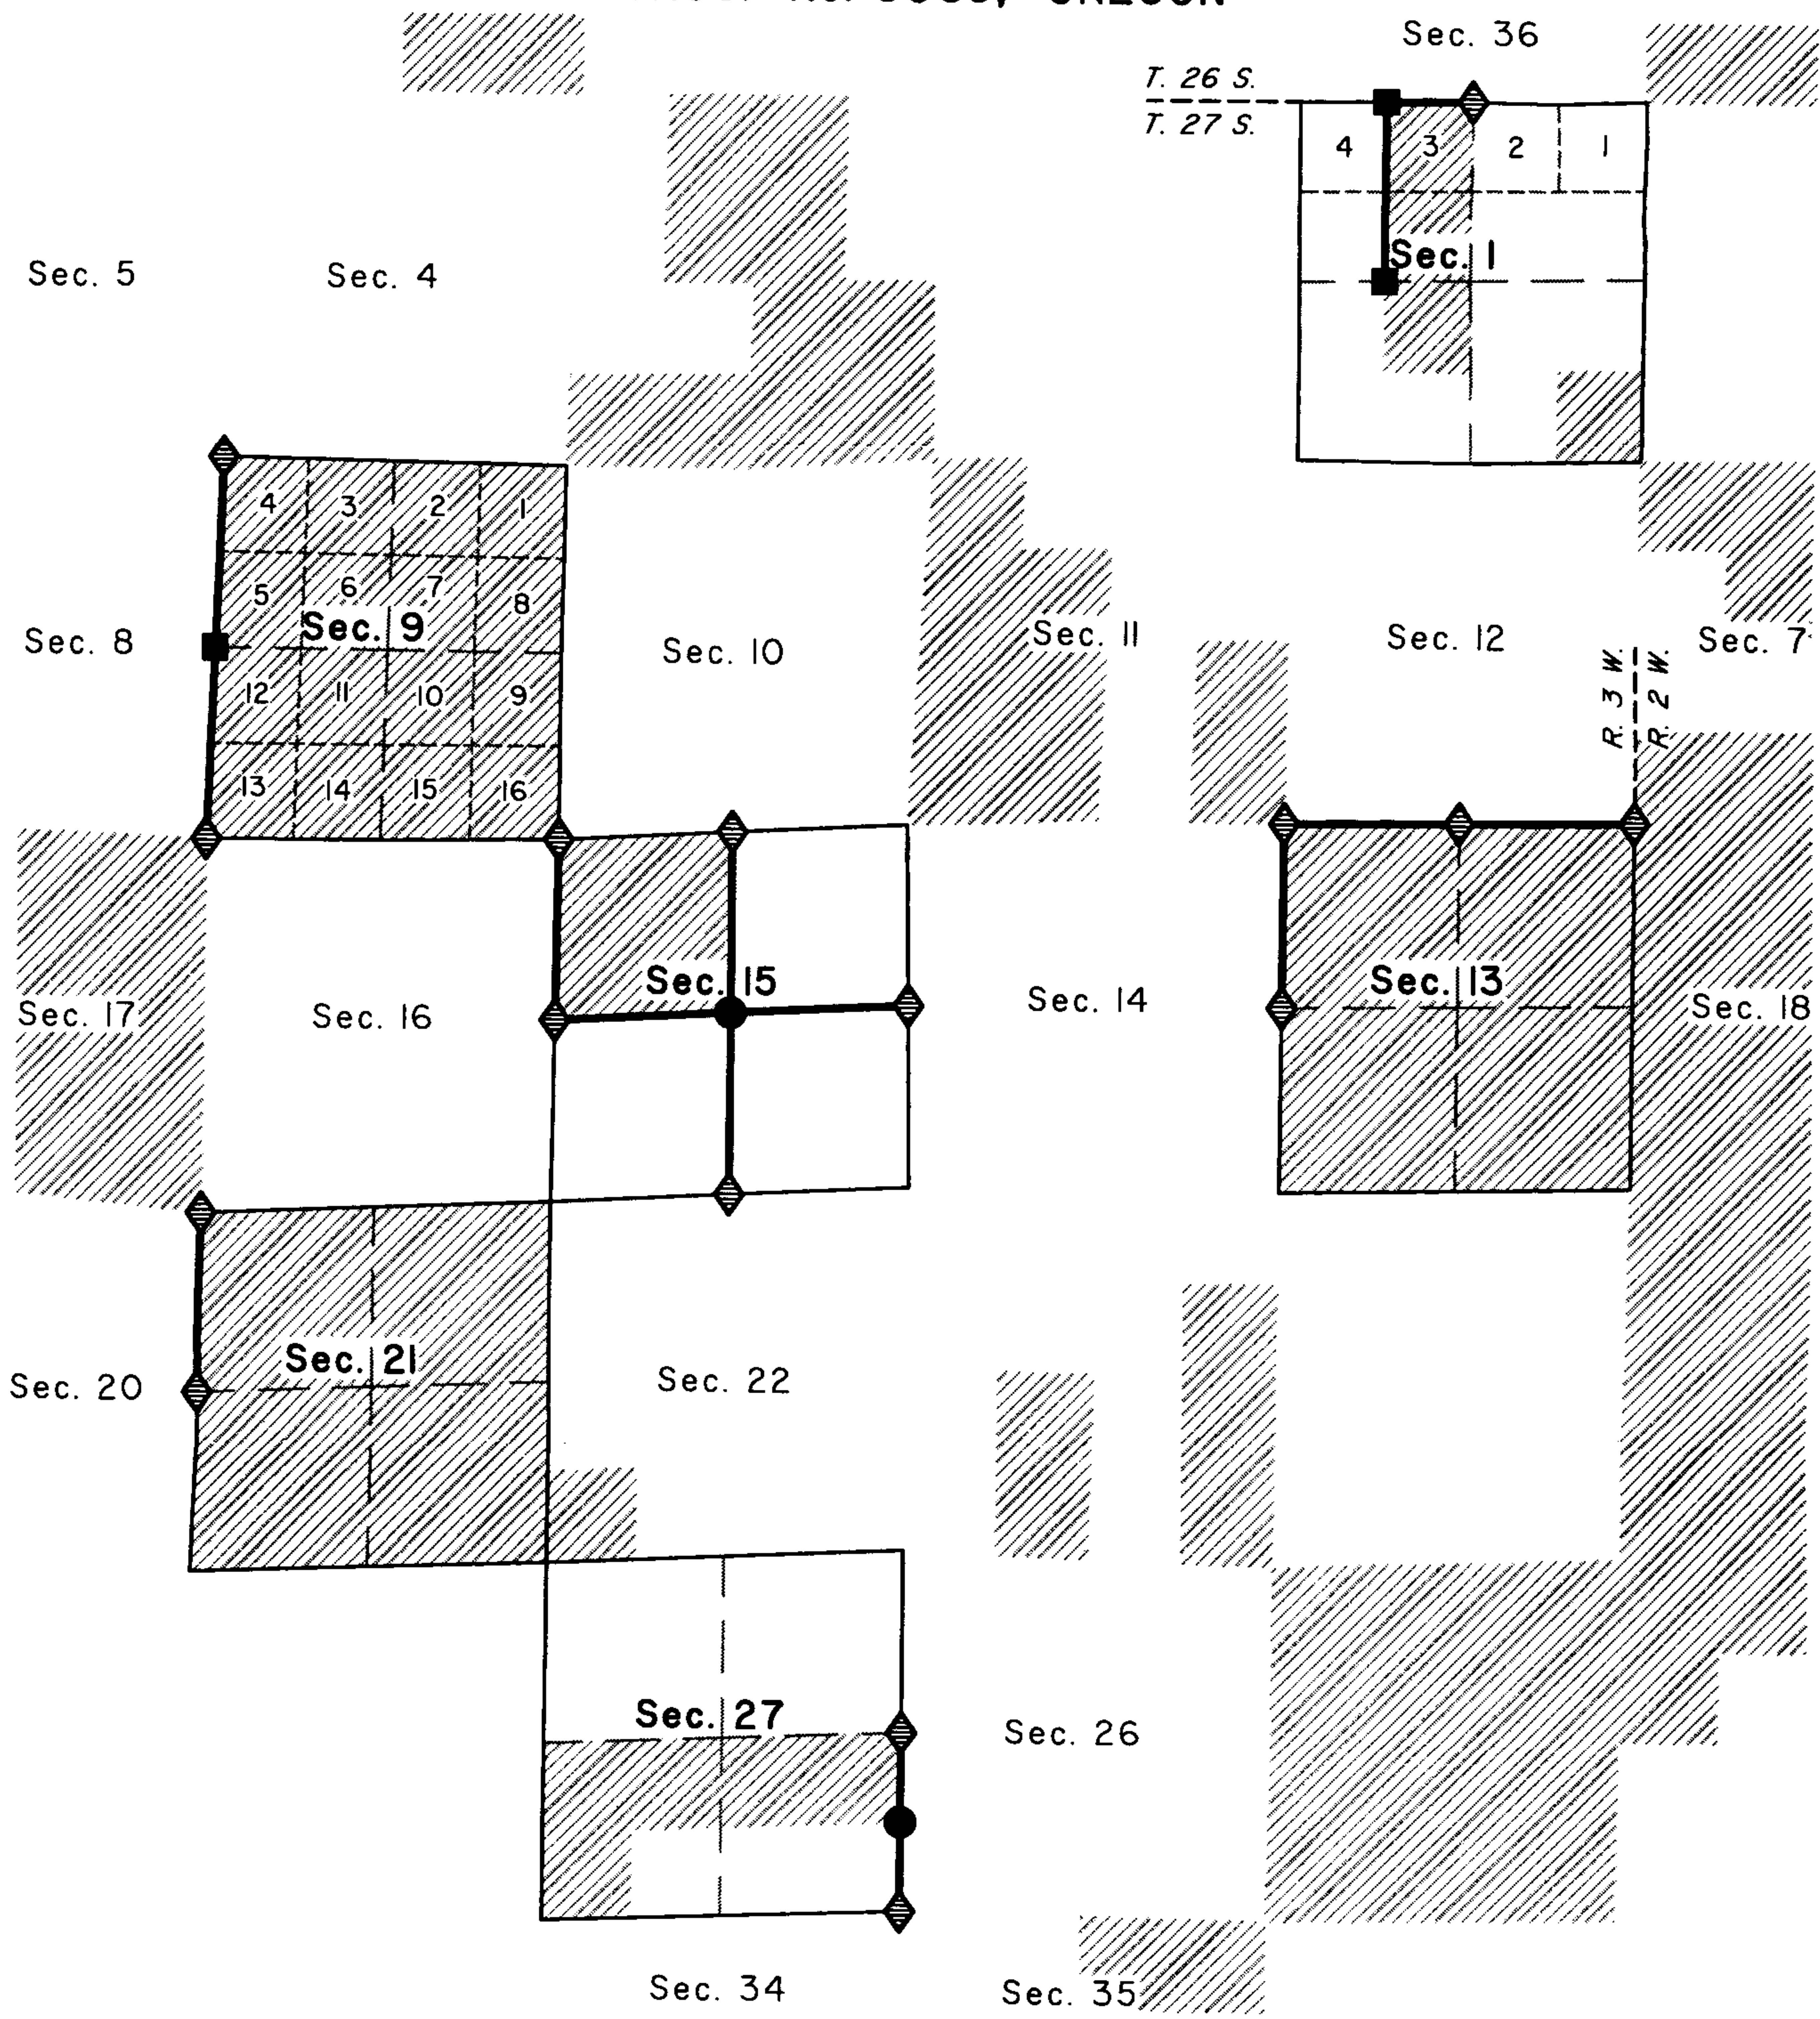 OREGON
Sec. 36
T. 26 S.
T. 27 S.
4 3 2 1
Sec. 5 Sec. 4 Sec. 1
4 3 2 1
5 6 7 8
Sec. 8 Sec. 9 Sec. 10 Sec. 11 Sec. 12 Sec. 7
R. 3 W.
R. 2 W.
12 11 10 9
13 14 15 16
Sec. 17 Sec. 16 Sec. 15 Sec. 14 Sec. 13 Sec. 18
Sec. 20 Sec. 21 Sec. 22
Sec. 27 Sec. 26
Sec. 34 Sec. 35